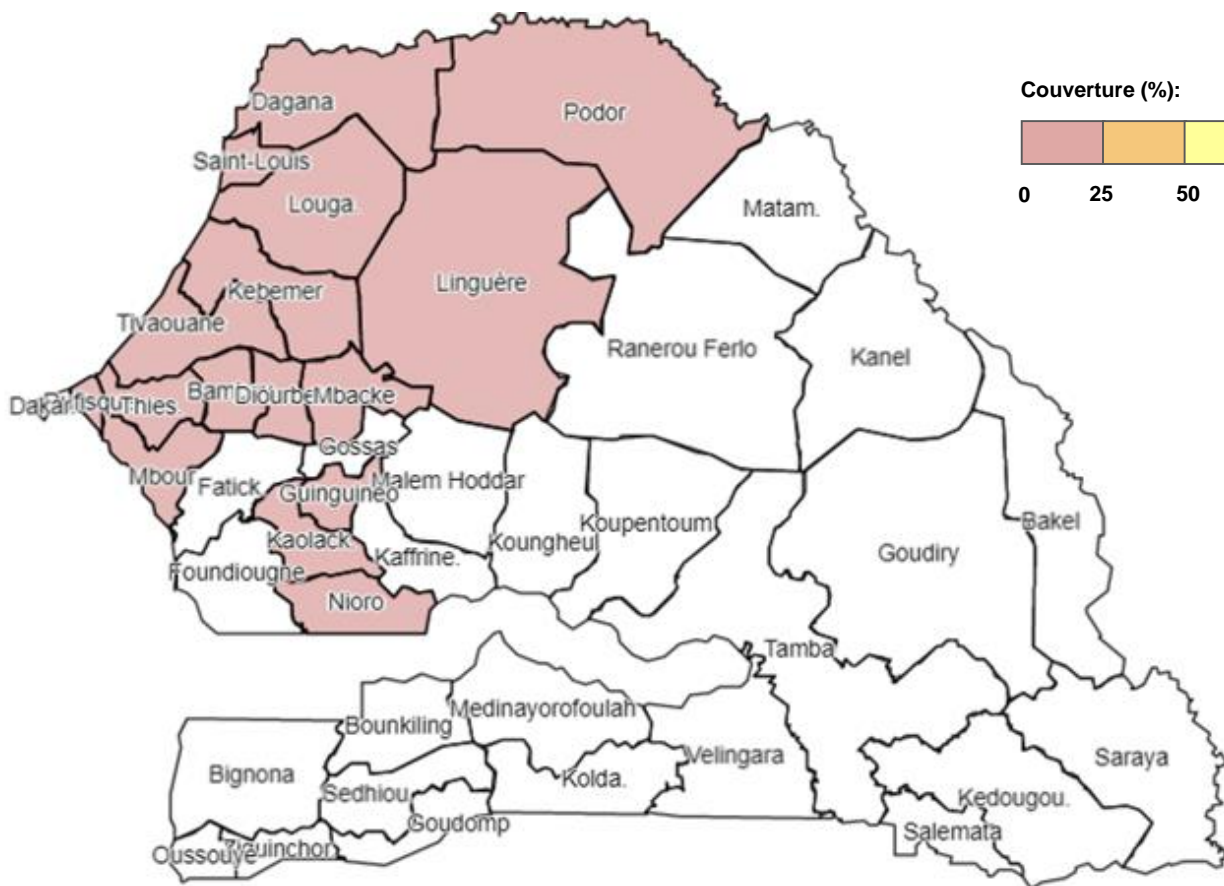 Dagana
Podor
Couverture (%):
0 25 50
Saint-Louis
Louga.
Matam.
Linguère
Kebemer
Tivaouane
Ranerou Ferlo
Kanel
Dakar.
Thies.
Mbacke
Gossas
Mbour
Fatick.
Guinguineo
Malem Hoddar
Koungheul
Koupentoum
Bakel
Goudiry
Kaolack.
Kaffrine.
Foundiougne
Nioro
Tamba
Medinayorofoulah
Bounkiling
Velingara
Saraya
Bignona
Kolda.
Sedhiou.
Kedougou.
Goudomp
Salemata
Oussouye